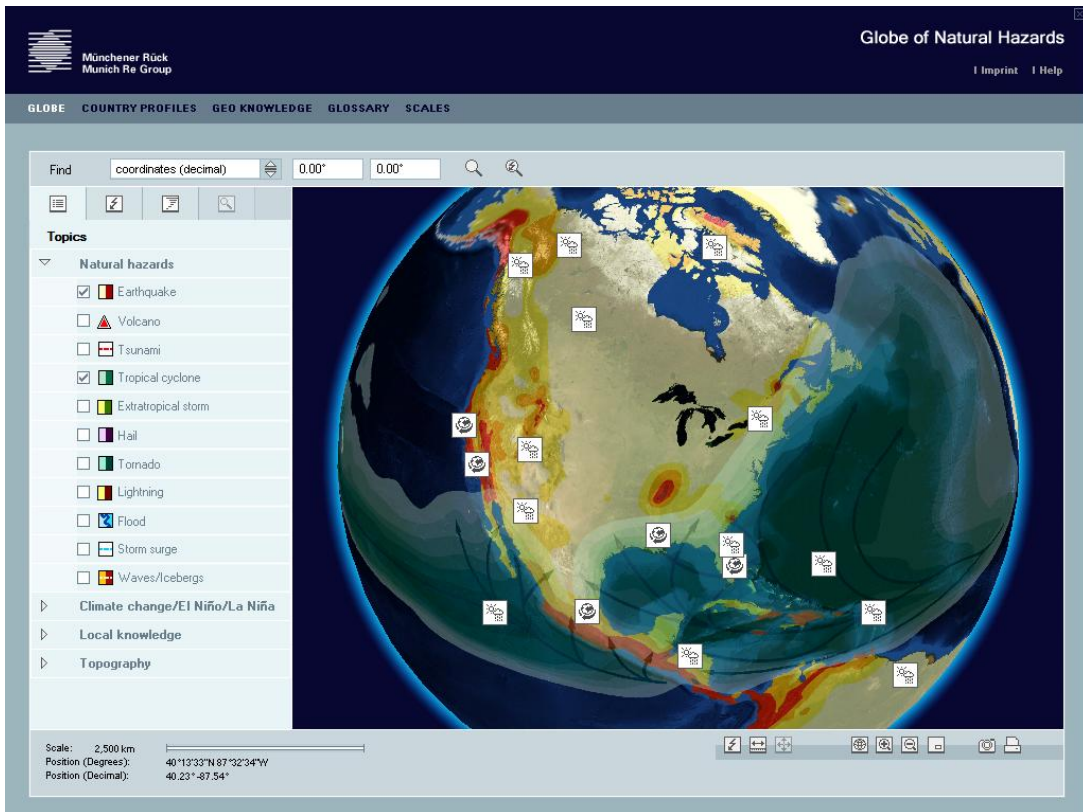 Münchener Rück
Munich Re Group
Globe of Natural Hazards
I Imprint I Help
GLOBE COUNTRY PROFILES GEO KNOWLEDGE GLOSSARY SCALES
Find coordinates (decimal) 0.00° 0.00°
Topics
Natural hazards
Earthquake
Volcano
Tsunami
Tropical cyclone
Extratropical storm
Hail
Tornado
Lightning
Flood
Storm surge
Waves/Icebergs
Climate change/El Niño/La Niña
Local knowledge
Topography
Scale: 2,500 km
Position (Degrees): 40°13'33"N 87°32'34"W
Position (Decimal): 40.23° -87.54°